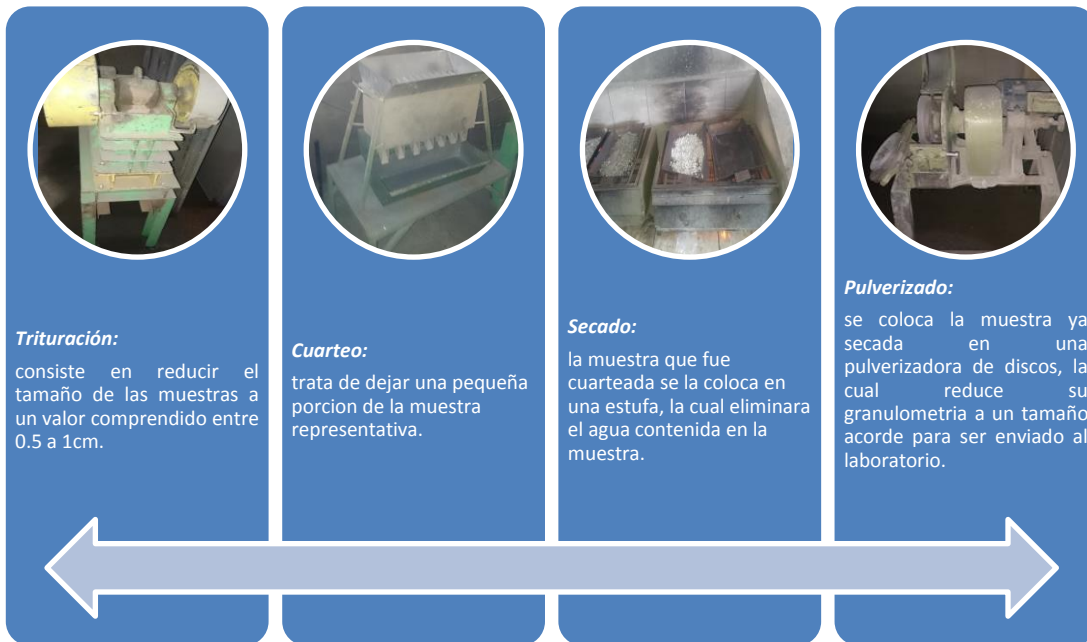 Trituración:
consiste en reducir el
tamaño de las muestras a
un valor comprendido entre
0.5 a 1cm.
Cuarteo:
trata de dejar una pequeña
porcion de la muestra
representativa.
Secado:
la muestra que fue
cuarteada se la coloca en
una estufa, la cual eliminara
el agua contenida en la
muestra.
Pulverizado:
se coloca la muestra ya
secada en una
pulverizadora de discos, la
cual reduce su
granulometria a un tamaño
acorde para ser enviado al
laboratorio.